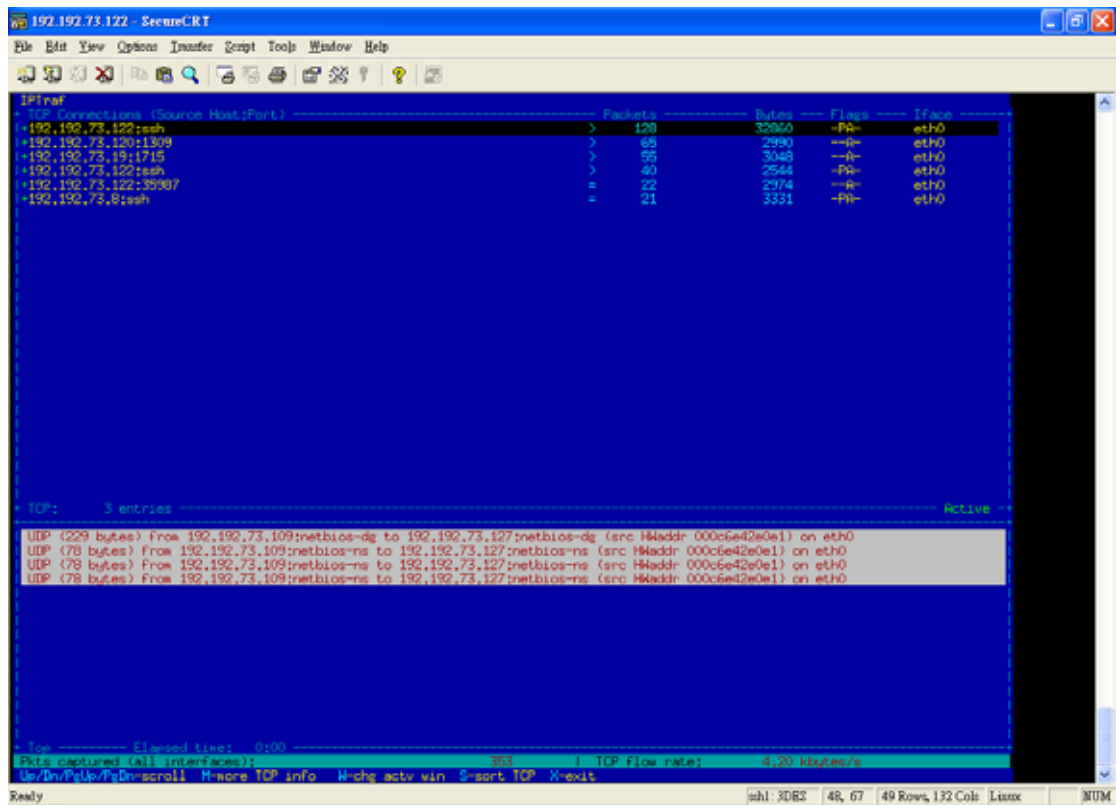 192.192.73.122 - SecureCRT
File Edit View Options Transfer Script Tools Window Help
IPTraf
TCP Connections (Source Host:Port) Packets Bytes Flags Iface
192.192.73.122:ssh > 128 32860 -PA- eth0
192.192.73.120:1309 > 65 2990 --A- eth0
192.192.73.19:1715 > 55 3048 --A- eth0
192.192.73.122:ssh > 40 2544 -PA- eth0
192.192.73.122:35987 = 22 2974 --A- eth0
192.192.73.8:ssh = 21 3331 -PA- eth0
TCP: 3 entries Active
UDP (229 bytes) from 192.192.73.109:netbios-dg to 192.192.73.127:netbios-dg (src HWaddr 000c6e42e0e1) on eth0
UDP (78 bytes) from 192.192.73.109:netbios-ns to 192.192.73.127:netbios-ns (src HWaddr 000c6e42e0e1) on eth0
UDP (78 bytes) from 192.192.73.109:netbios-ns to 192.192.73.127:netbios-ns (src HWaddr 000c6e42e0e1) on eth0
UDP (78 bytes) from 192.192.73.109:netbios-ns to 192.192.73.127:netbios-ns (src HWaddr 000c6e42e0e1) on eth0
Top Elapsed time: 0:00
Pkts captured (all interfaces): 353 | TCP flow rate: 4.20 kbytes/s
Up/Dn/PgUp/PgDn-scroll M-more TCP info W-chg actv win S-sort TCP X-exit
Ready ssh1: 3DES 48, 67 49 Rows, 132 Cols Linux NUM